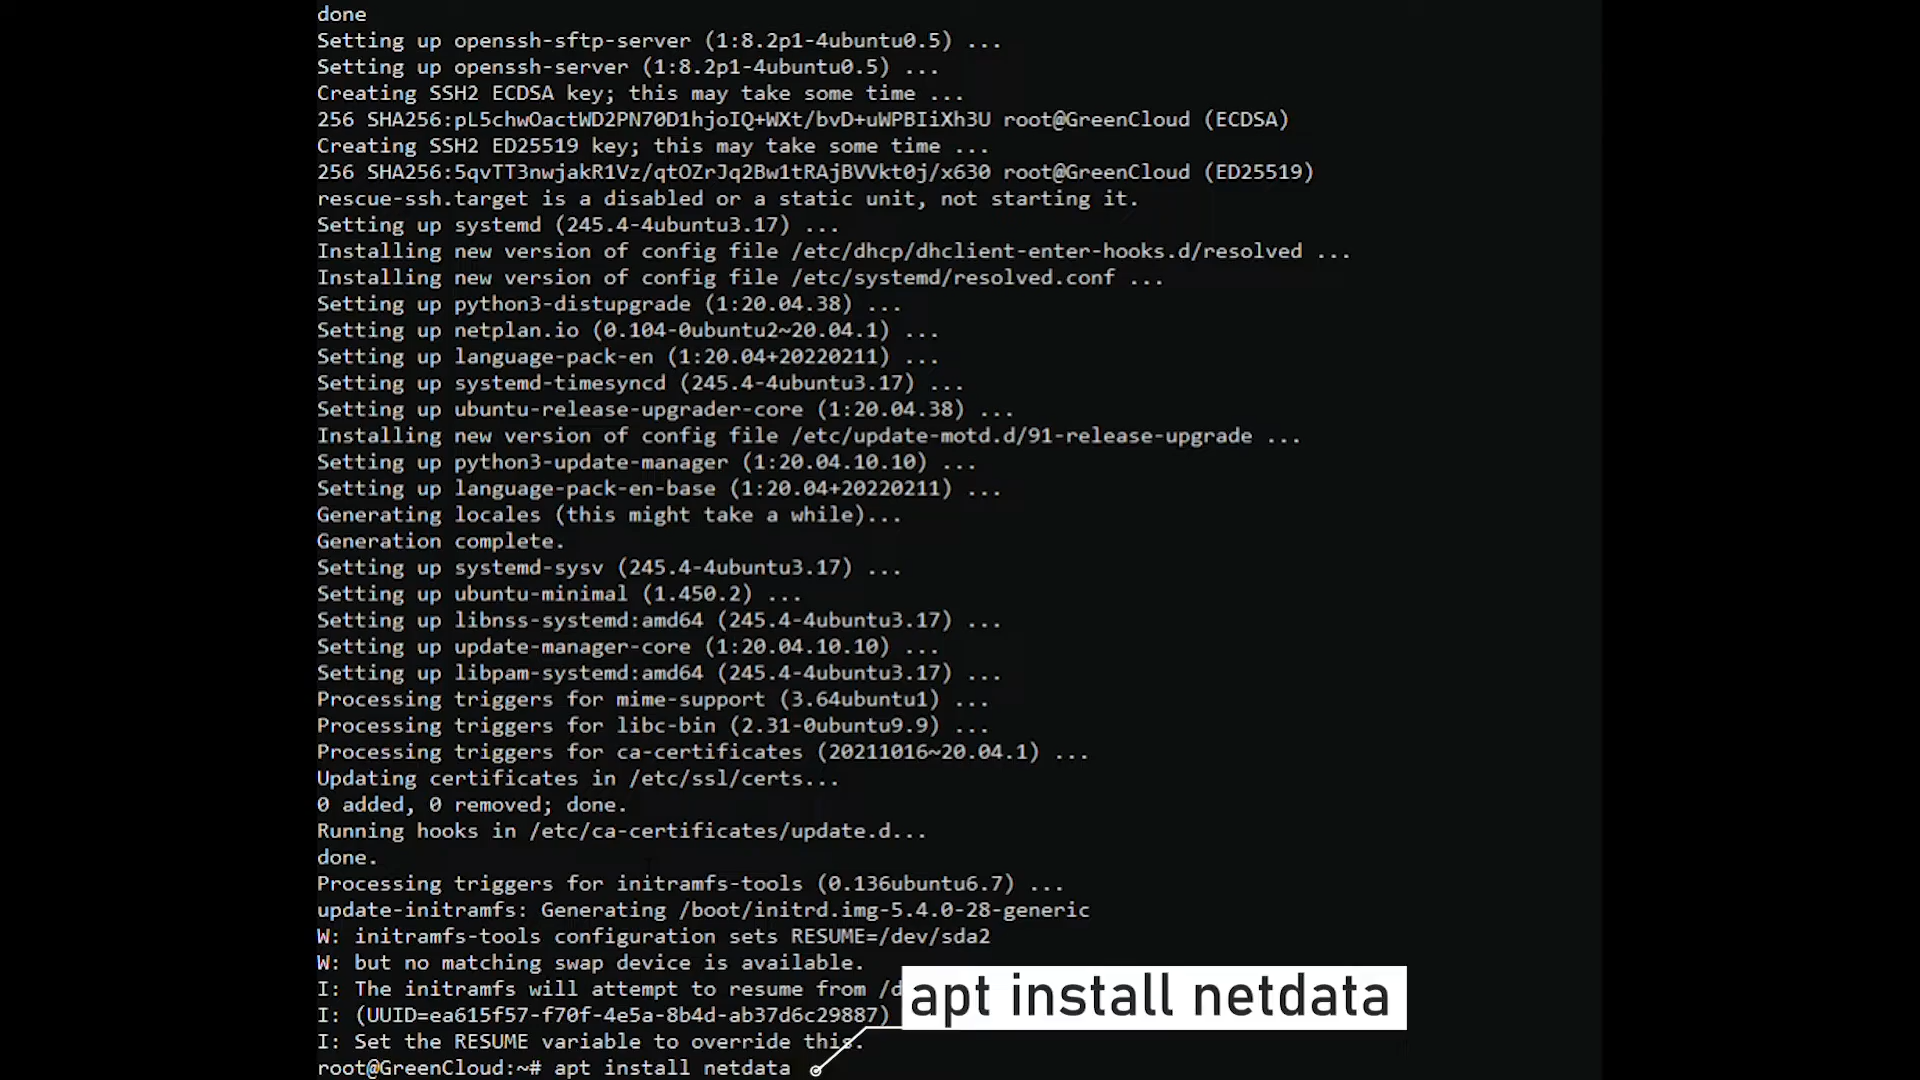 done
Setting up openssh-sftp-server (1:8.2p1-4ubuntu0.5) ...
Setting up openssh-server (1:8.2p1-4ubuntu0.5) ...
Creating SSH2 ECDSA key; this may take some time ...
256 SHA256:pL5chwOactWD2PN70D1hjoIQ+WXt/bvD+uWPBIiXh3U root@GreenCloud (ECDSA)
Creating SSH2 ED25519 key; this may take some time ...
256 SHA256:5qvTT3nwjakR1Vz/qtOZrJq2Bw1tRAjBVVkt0j/x630 root@GreenCloud (ED25519)
rescue-ssh.target is a disabled or a static unit, not starting it.
Setting up systemd (245.4-4ubuntu3.17) ...
Installing new version of config file /etc/dhcp/dhclient-enter-hooks.d/resolved ...
Installing new version of config file /etc/systemd/resolved.conf ...
Setting up python3-distupgrade (1:20.04.38) ...
Setting up netplan.io (0.104-0ubuntu2~20.04.1) ...
Setting up language-pack-en (1:20.04+20220211) ...
Setting up systemd-timesyncd (245.4-4ubuntu3.17) ...
Setting up ubuntu-release-upgrader-core (1:20.04.38) ...
Installing new version of config file /etc/update-motd.d/91-release-upgrade ...
Setting up python3-update-manager (1:20.04.10.10) ...
Setting up language-pack-en-base (1:20.04+20220211) ...
Generating locales (this might take a while)...
Generation complete.
Setting up systemd-sysv (245.4-4ubuntu3.17) ...
Setting up ubuntu-minimal (1.450.2) ...
Setting up libnss-systemd:amd64 (245.4-4ubuntu3.17) ...
Setting up update-manager-core (1:20.04.10.10) ...
Setting up libpam-systemd:amd64 (245.4-4ubuntu3.17) ...
Processing triggers for mime-support (3.64ubuntu1) ...
Processing triggers for libc-bin (2.31-0ubuntu9.9) ...
Processing triggers for ca-certificates (20211016~20.04.1) ...
Updating certificates in /etc/ssl/certs...
0 added, 0 removed; done.
Running hooks in /etc/ca-certificates/update.d...
done.
Processing triggers for initramfs-tools (0.136ubuntu6.7) ...
update-initramfs: Generating /boot/initrd.img-5.4.0-28-generic
W: initramfs-tools configuration sets RESUME=/dev/sda2
W: but no matching swap device is available.
I: The initramfs will attempt to resume from /d
apt install netdata
I: (UUID=ea615f57-f70f-4e5a-8b4d-ab37d6c29887)
I: Set the RESUME variable to override this.
root@GreenCloud:~# apt install netdata